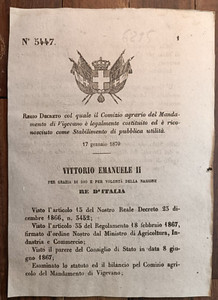 N° 5447.
1
REGIO DECRETO col quale il Comizio agrario del Manda-
mento di Vigevano è legalmente costituito ed è rico-
nosciuto come Stabilimento di pubblica utilità.
17 gennaio 1870
VITTORIO EMANUELE II
PER GRAZIA DI DIO E PER VOLONTÀ DELLA NAZIONE
RE D'ITALIA
Visto l'articolo 15 del Nostro Reale Decreto 23 di-
cembre 1866, n. 3452;
Visto l'articolo 35 del Regolamento 18 febbraio 1867,
firmato d'ordine Nostro dal Ministro di Agricoltura, In-
dustria e Commercio;
Visto il parere del Consiglio di Stato in data 8 giu-
gno 1867;
Esaminato lo statuto ed il bilancio pel Comizio agri-
colo del Mandamento di Vigevano;